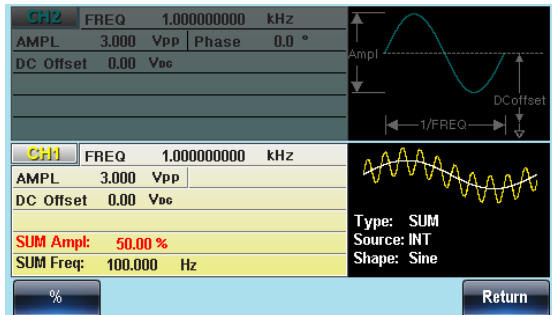 CH2 FREQ 1.000000000 kHz
AMPL 3.000 Vpp Phase 0.0 °
DC Offset 0.00 VDC
Ampl
DCoffset
1/FREQ
CH1 FREQ 1.000000000 kHz
AMPL 3.000 Vpp
DC Offset 0.00 VDC
SUM Ampl: 50.00 %
SUM Freq: 100.000 Hz
Type: SUM
Source: INT
Shape: Sine
% Return